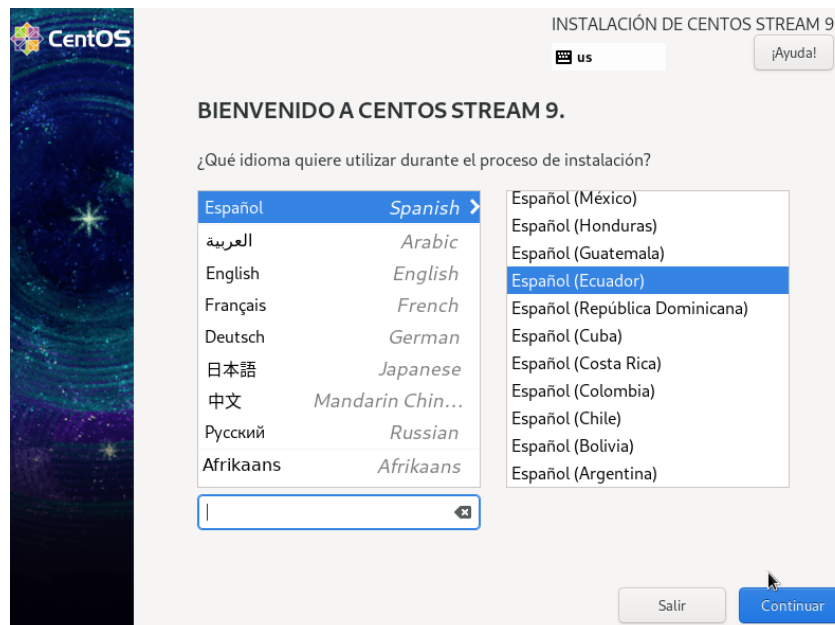 CentOS
INSTALACIÓN DE CENTOS STREAM 9
us
¡Ayuda!
BIENVENIDO A CENTOS STREAM 9.
¿Qué idioma quiere utilizar durante el proceso de instalación?
Español Spanish
العربية Arabic
English English
Français French
Deutsch German
日本語 Japanese
中文 Mandarin Chin...
Русский Russian
Afrikaans Afrikaans
Español (México)
Español (Honduras)
Español (Guatemala)
Español (Ecuador)
Español (República Dominicana)
Español (Cuba)
Español (Costa Rica)
Español (Colombia)
Español (Chile)
Español (Bolivia)
Español (Argentina)
Salir
Continuar